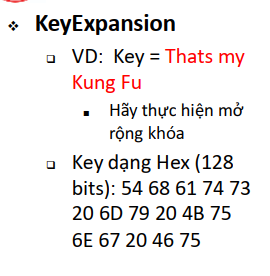 KeyExpansion
VD: Key = Thats my
Kung Fu
Hãy thực hiện mở
rộng khóa
Key dạng Hex (128
bits): 54 68 61 74 73
20 6D 79 20 4B 75
6E 67 20 46 75